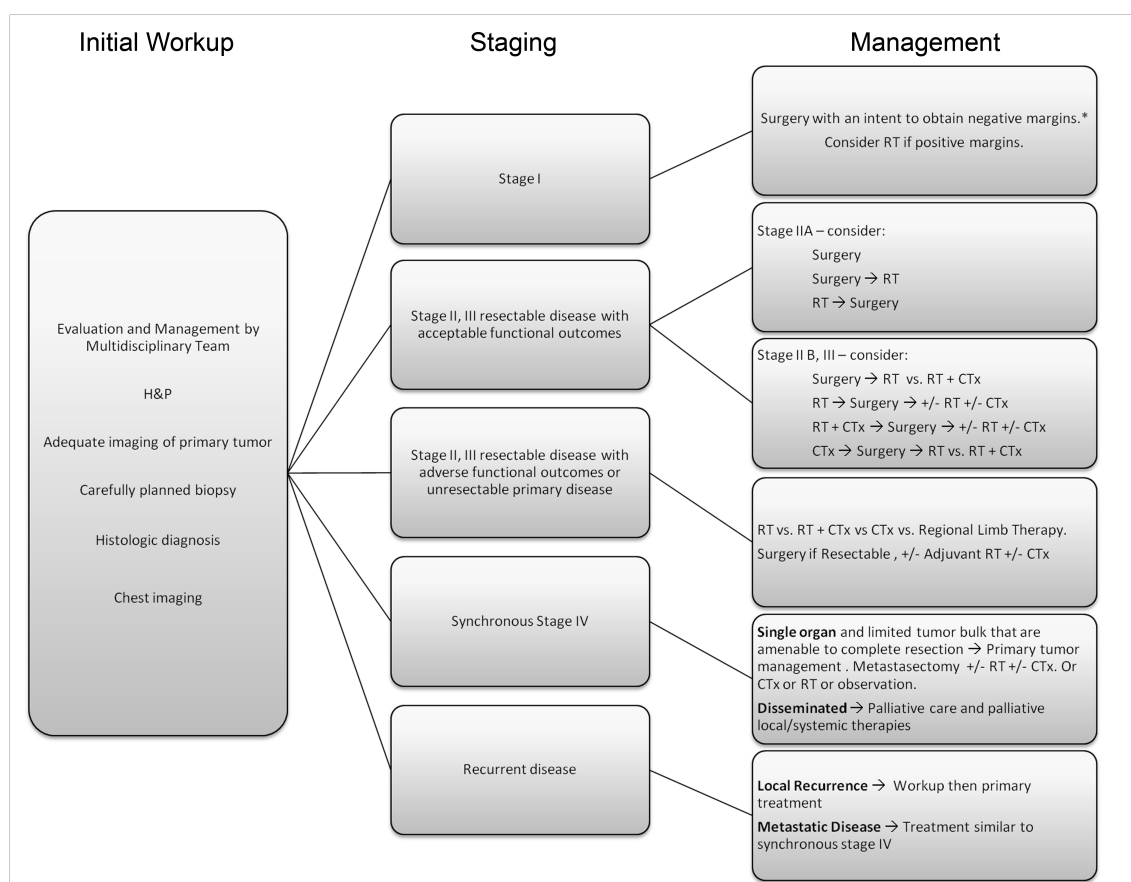 Initial Workup
Staging
Management
Evaluation and Management by
Multidisciplinary Team
H&P
Adequate imaging of primary tumor
Carefully planned biopsy
Histologic diagnosis
Chest imaging
Stage I
Stage II, III resectable disease with
acceptable functional outcomes
Stage II, III resectable disease with
adverse functional outcomes or
unresectable primary disease
Synchronous Stage IV
Recurrent disease
Surgery with an intent to obtain negative margins.*
Consider RT if positive margins.
Stage IIA – consider:
Surgery
Surgery → RT
RT → Surgery
Stage II B, III – consider:
Surgery → RT vs. RT + CTx
RT → Surgery → +/- RT +/- CTx
RT + CTx → Surgery → +/- RT +/- CTx
CTx → Surgery → RT vs. RT + CTx
RT vs. RT + CTx vs CTx vs. Regional Limb Therapy.
Surgery if Resectable , +/- Adjuvant RT +/- CTx
Single organ and limited tumor bulk that are
amenable to complete resection → Primary tumor
management . Metastasectomy +/- RT +/- CTx. Or
CTx or RT or observation.
Disseminated → Palliative care and palliative
local/systemic therapies
Local Recurrence → Workup then primary
treatment
Metastatic Disease → Treatment similar to
synchronous stage IV